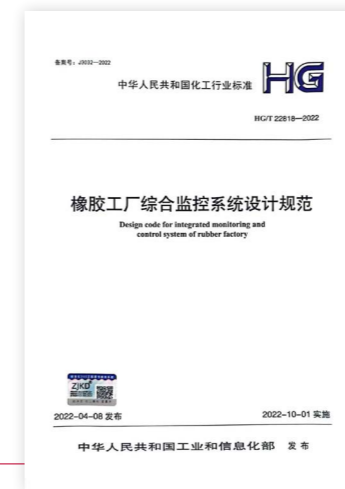 备案号：J3032—2022
中华人民共和国化工行业标准 HG
HG/T 22818—2022
橡胶工厂综合监控系统设计规范
Design code for integrated monitoring and
control system of rubber factory
ZJKD
2022-04-08 发布 2022-10-01 实施
中华人民共和国工业和信息化部 发布